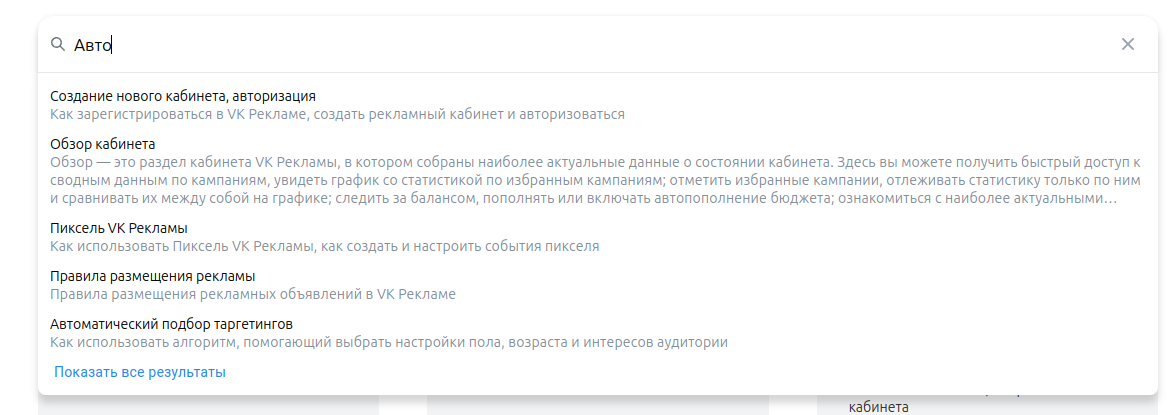 Авто
Создание нового кабинета, авторизация
Как зарегистрироваться в VK Рекламе, создать рекламный кабинет и авторизоваться
Обзор кабинета
Обзор — это раздел кабинета VK Рекламы, в котором собраны наиболее актуальные данные о состоянии кабинета. Здесь вы можете получить быстрый доступ к
сводным данным по кампаниям, увидеть график со статистикой по избранным кампаниям; отметить избранные кампании, отлеживать статистику только по ним
и сравнивать их между собой на графике; следить за балансом, пополнять или включать автопополнение бюджета; ознакомиться с наиболее актуальными…
Пиксель VK Рекламы
Как использовать Пиксель VK Рекламы, как создать и настроить события пикселя
Правила размещения рекламы
Правила размещения рекламных объявлений в VK Рекламе
Автоматический подбор таргетингов
Как использовать алгоритм, помогающий выбрать настройки пола, возраста и интересов аудитории
Показать все результаты
кабинета